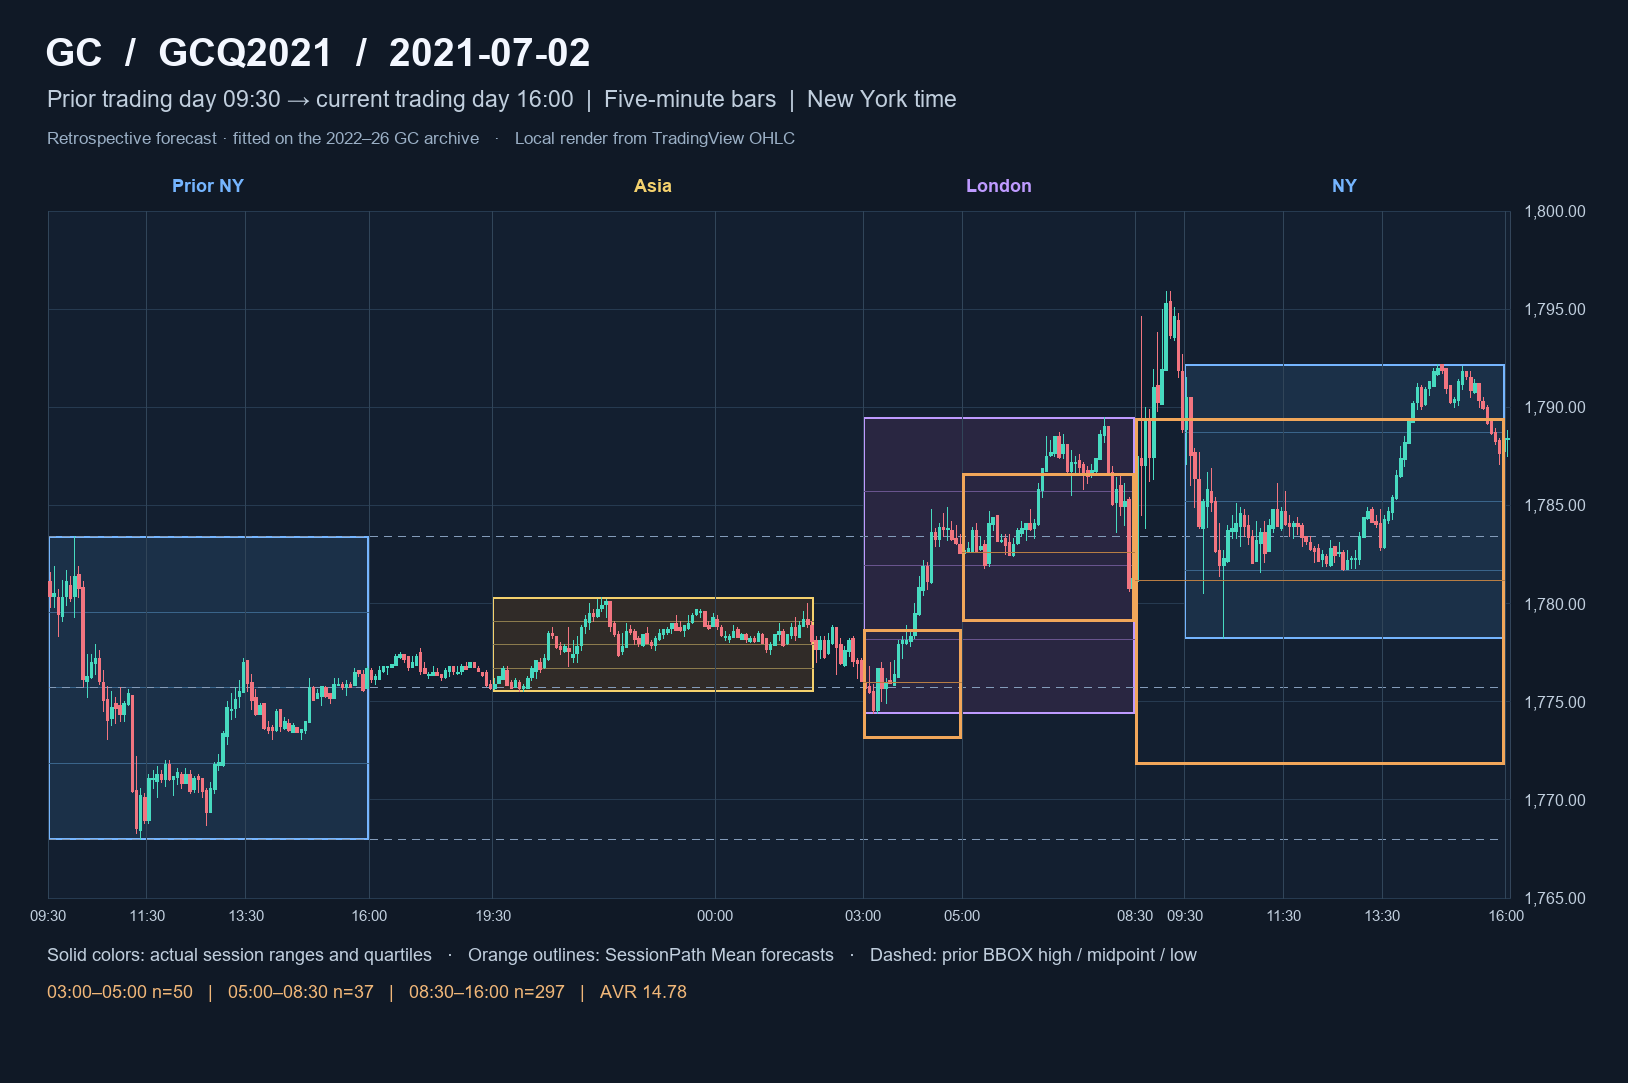 GC / GCQ2021 / 2021-07-02
Prior trading day 09:30 → current trading day 16:00 | Five-minute bars | New York time
Retrospective forecast · fitted on the 2022–26 GC archive · Local render from TradingView OHLC
Prior NY Asia London NY
1,800.00
1,795.00
1,790.00
1,785.00
1,780.00
1,775.00
1,770.00
1,765.00
09:30 11:30 13:30 16:00 19:30 00:00 03:00 05:00 08:30 09:30 11:30 13:30 16:00
Solid colors: actual session ranges and quartiles · Orange outlines: SessionPath Mean forecasts · Dashed: prior BBOX high / midpoint / low
03:00–05:00 n=50 | 05:00–08:30 n=37 | 08:30–16:00 n=297 | AVR 14.78